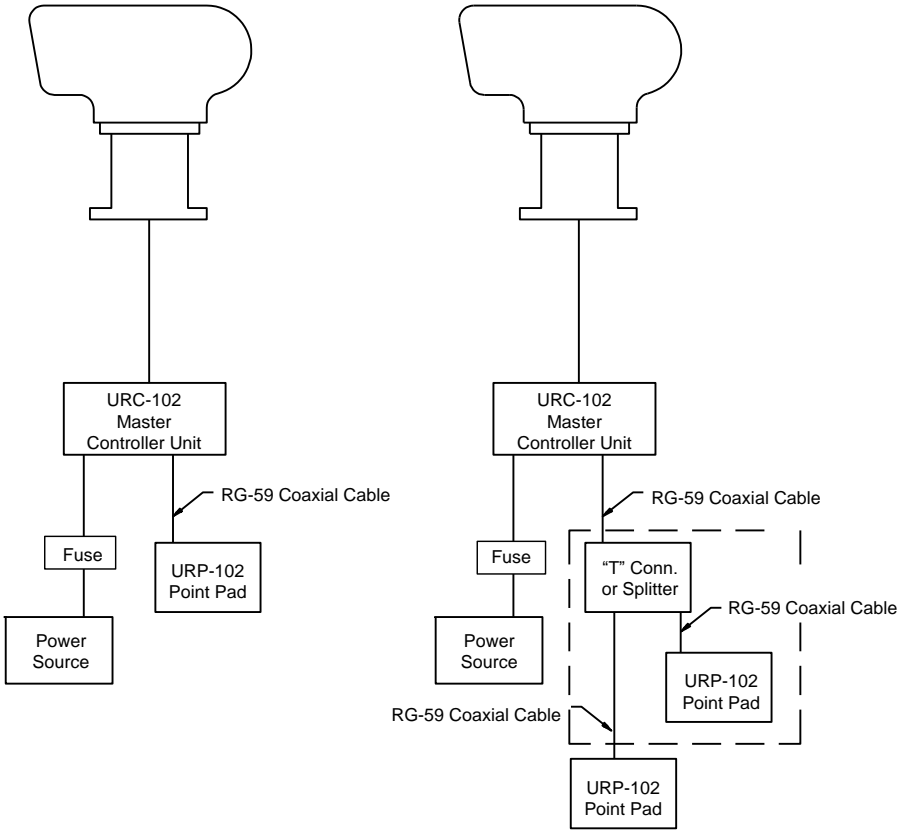 URC-102
Master
Controller Unit
RG-59 Coaxial Cable
Fuse
URP-102
Point Pad
Power
Source
URC-102
Master
Controller Unit
RG-59 Coaxial Cable
Fuse
“T” Conn.
or Splitter
RG-59 Coaxial Cable
Power
Source
URP-102
Point Pad
RG-59 Coaxial Cable
URP-102
Point Pad